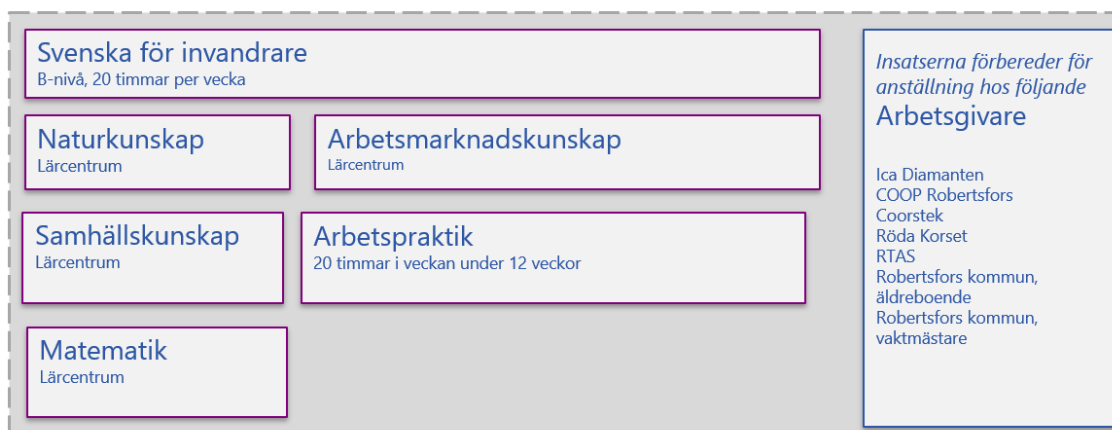 Svenska för invandrare
B-nivå, 20 timmar per vecka
Naturkunskap
Lärcentrum
Arbetsmarknadskunskap
Lärcentrum
Samhällskunskap
Lärcentrum
Arbetspraktik
20 timmar i veckan under 12 veckor
Matematik
Lärcentrum
Insatserna förbereder för
anställning hos följande
Arbetsgivare
Ica Diamanten
COOP Robertsfors
Coorstek
Röda Korset
RTAS
Robertsfors kommun,
äldreboende
Robertsfors kommun,
vaktmästare